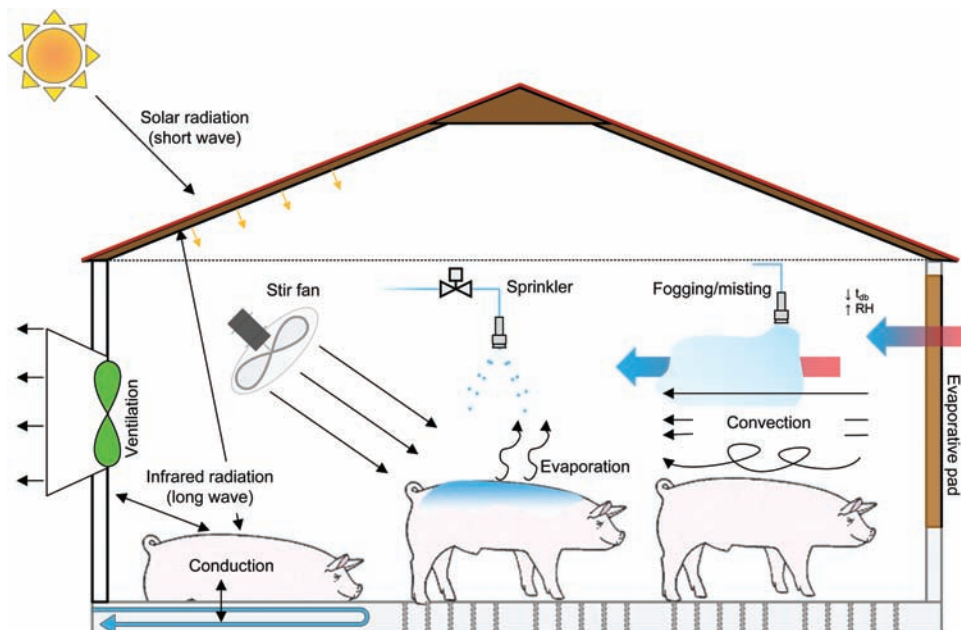 Solar radiation
(short wave)
Stir fan
Sprinkler
Fogging/misting
↓ tdb
↑ RH
Ventilation
Evaporative pad
Convection
Evaporation
Infrared radiation
(long wave)
Conduction